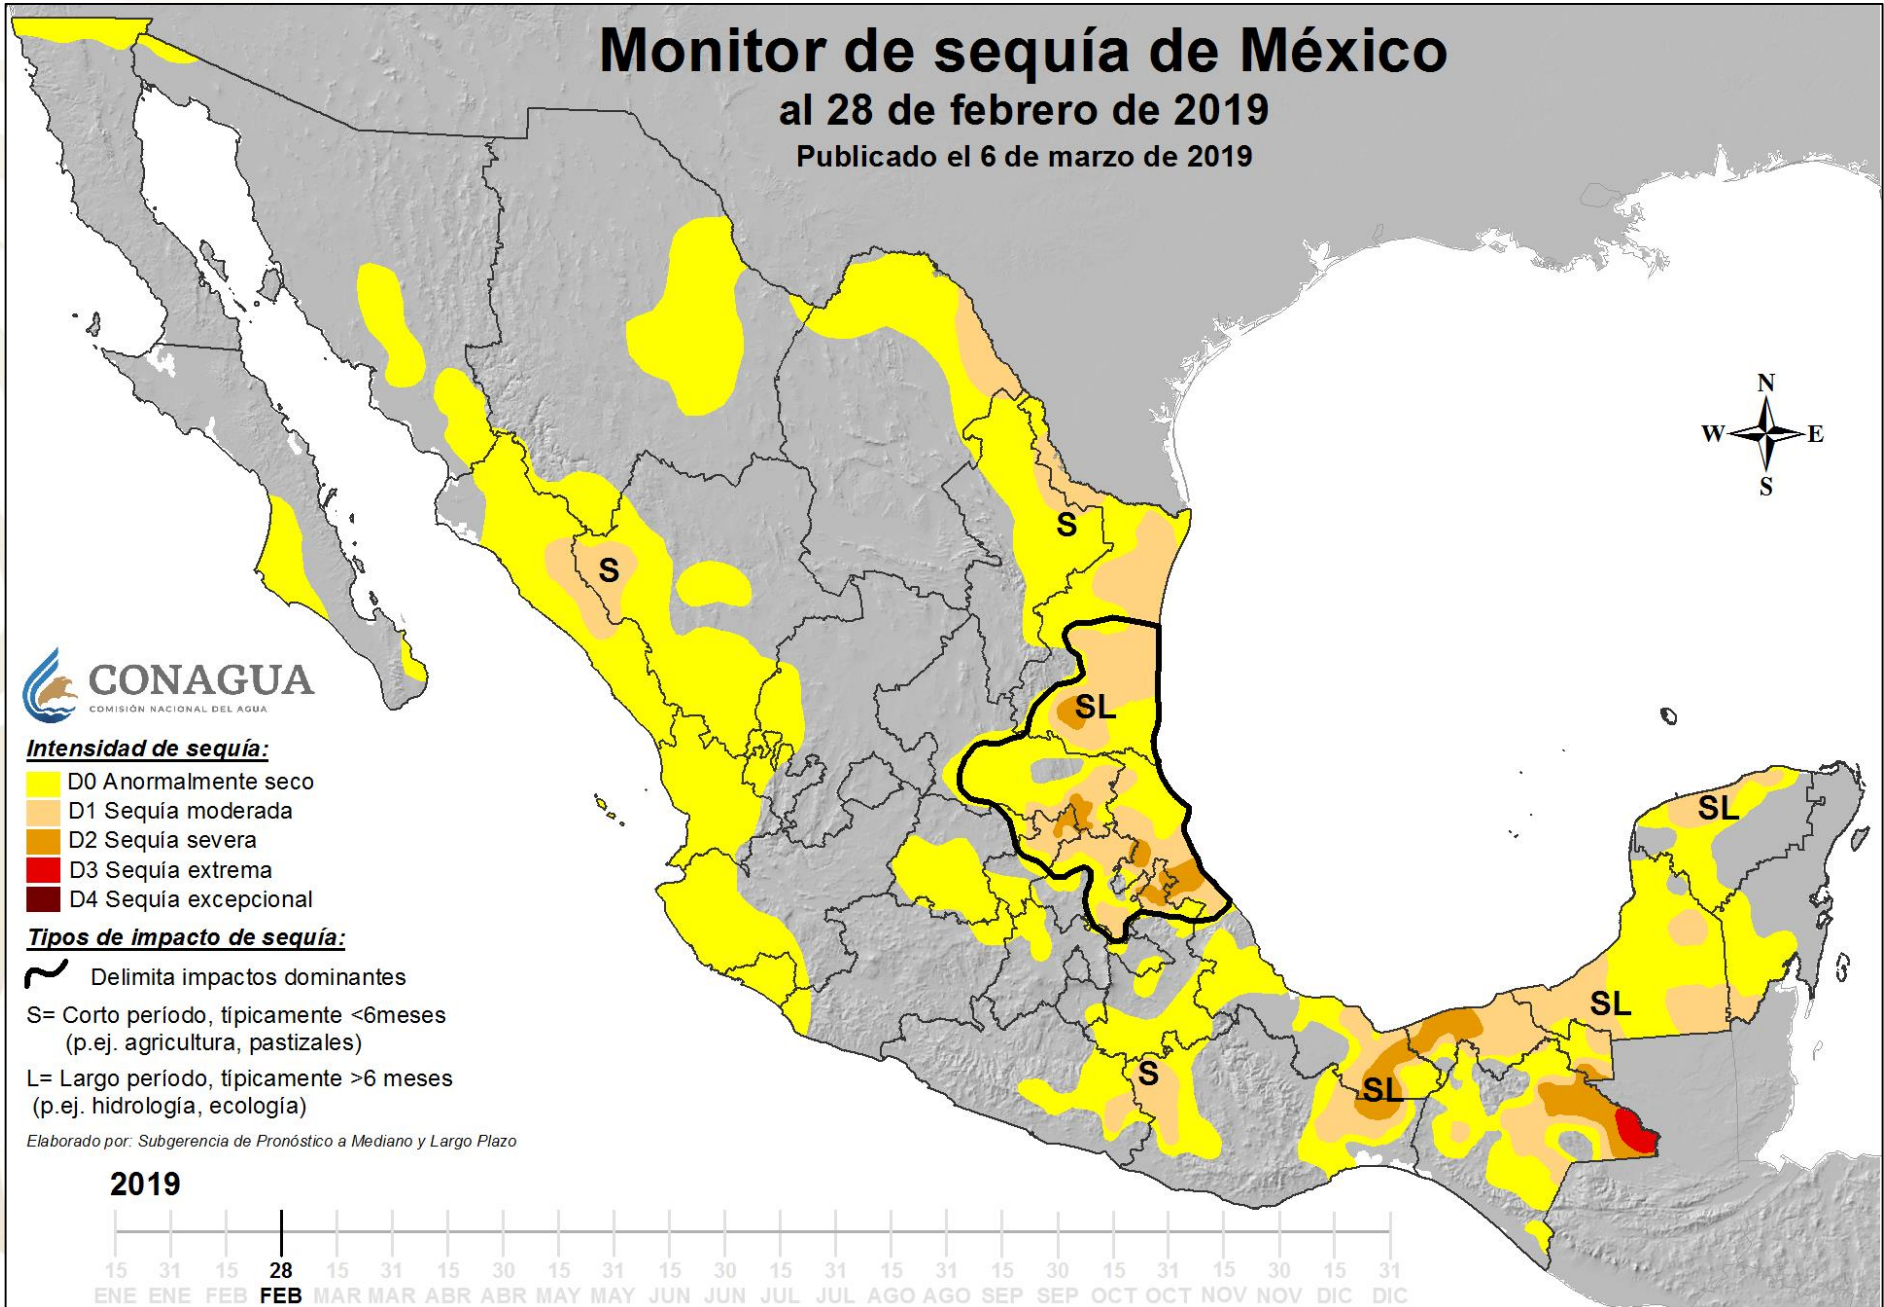 Monitor de sequía de México
al 28 de febrero de 2019
Publicado el 6 de marzo de 2019
N
W E
S
S
S
SL
SL
SL
S
SL
CONAGUA
COMISIÓN NACIONAL DEL AGUA
Intensidad de sequía:
D0 Anormalmente seco
D1 Sequía moderada
D2 Sequía severa
D3 Sequía extrema
D4 Sequía excepcional
Tipos de impacto de sequía:
Delimita impactos dominantes
S= Corto período, típicamente <6meses
(p.ej. agricultura, pastizales)
L= Largo período, típicamente >6 meses
(p.ej. hidrología, ecología)
Elaborado por: Subgerencia de Pronóstico a Mediano y Largo Plazo
2019
15 31 15 28 15 31 15 30 15 31 15 30 15 31 15 31 15 30 15 31 15 30 15 31
ENE ENE FEB FEB MAR MAR ABR ABR MAY MAY JUN JUN JUL JUL AGO AGO SEP SEP OCT OCT NOV NOV DIC DIC